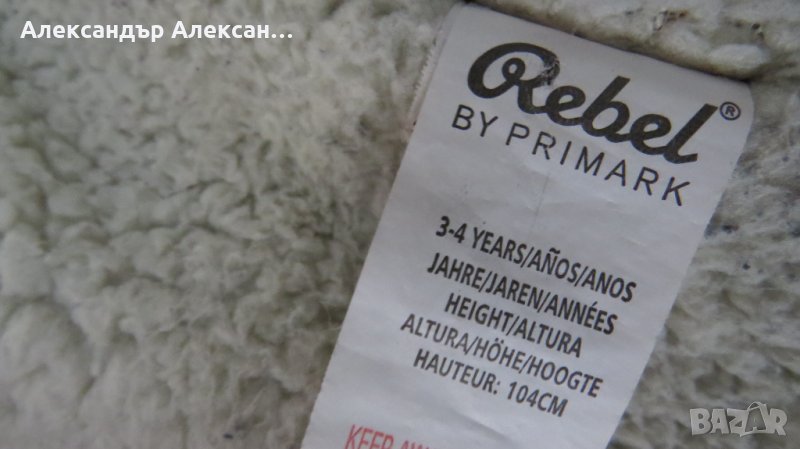 Александър Алексан...
Rebel®
BY PRIMARK
3-4 YEARS/AÑOS/ANOS
JAHRE/JAREN/ANNÉES
HEIGHT/ALTURA
ALTURA/HÖHE/HOOGTE
HAUTEUR: 104CM
KEEP
BAZAR